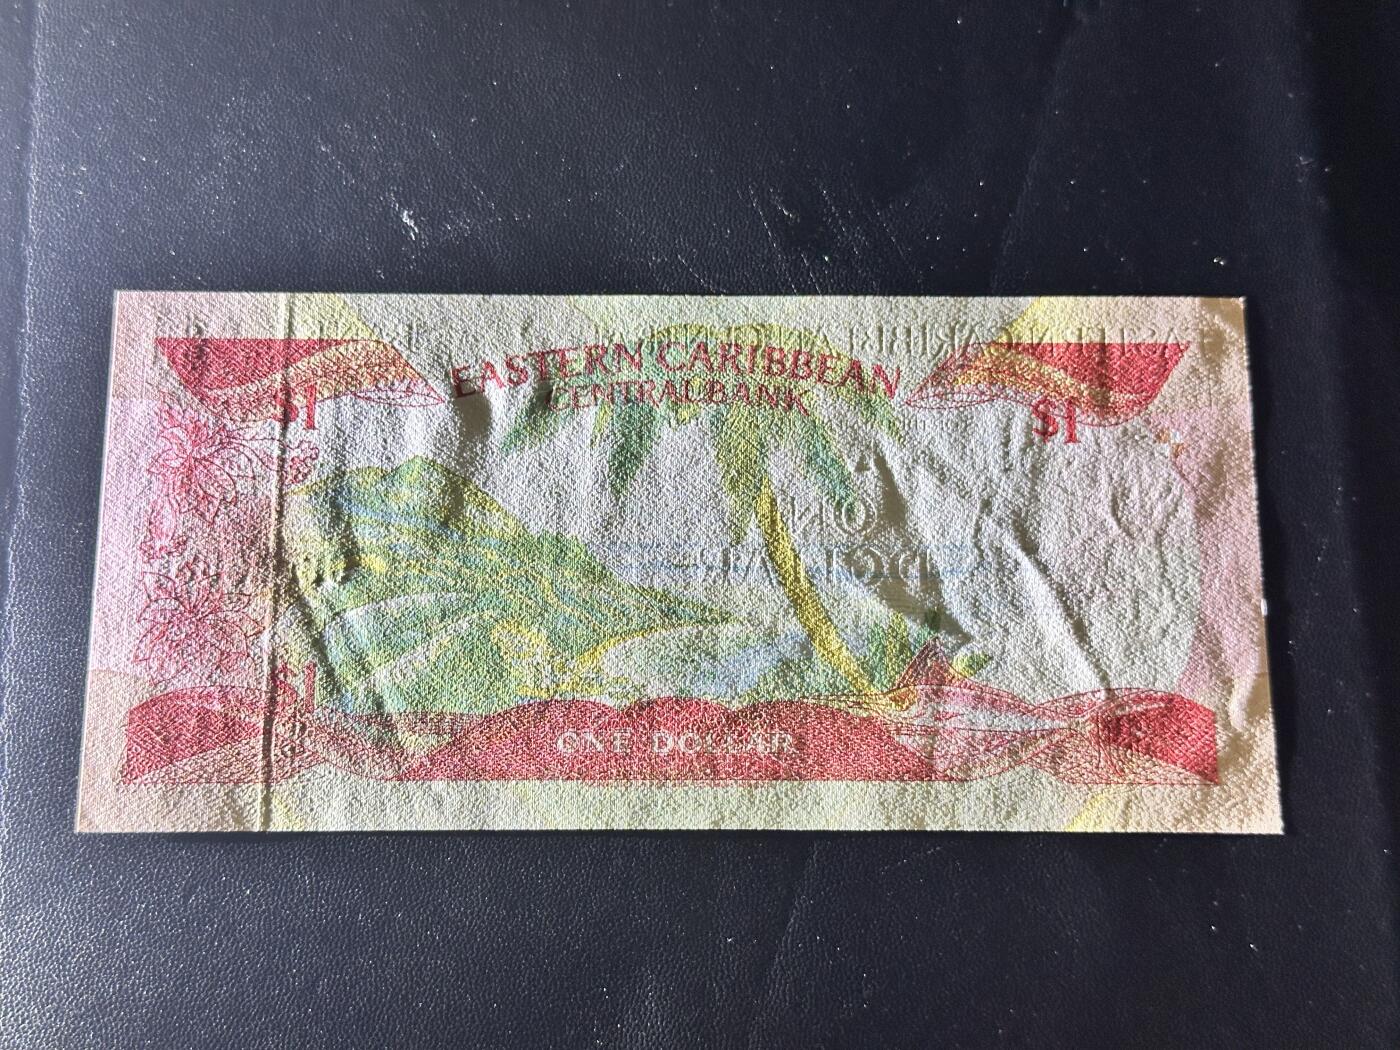 EASTERN CARIBBEAN
CENTRAL BANK
$1
$1
$1
ONE DOLLAR